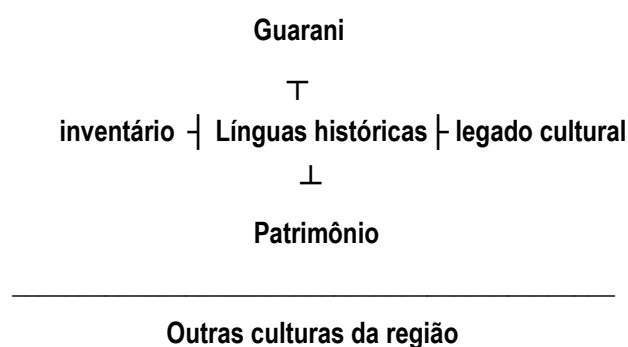 Guarani
┬
inventário ┤ Línguas históricas ├ legado cultural
┴
Patrimônio
Outras culturas da região